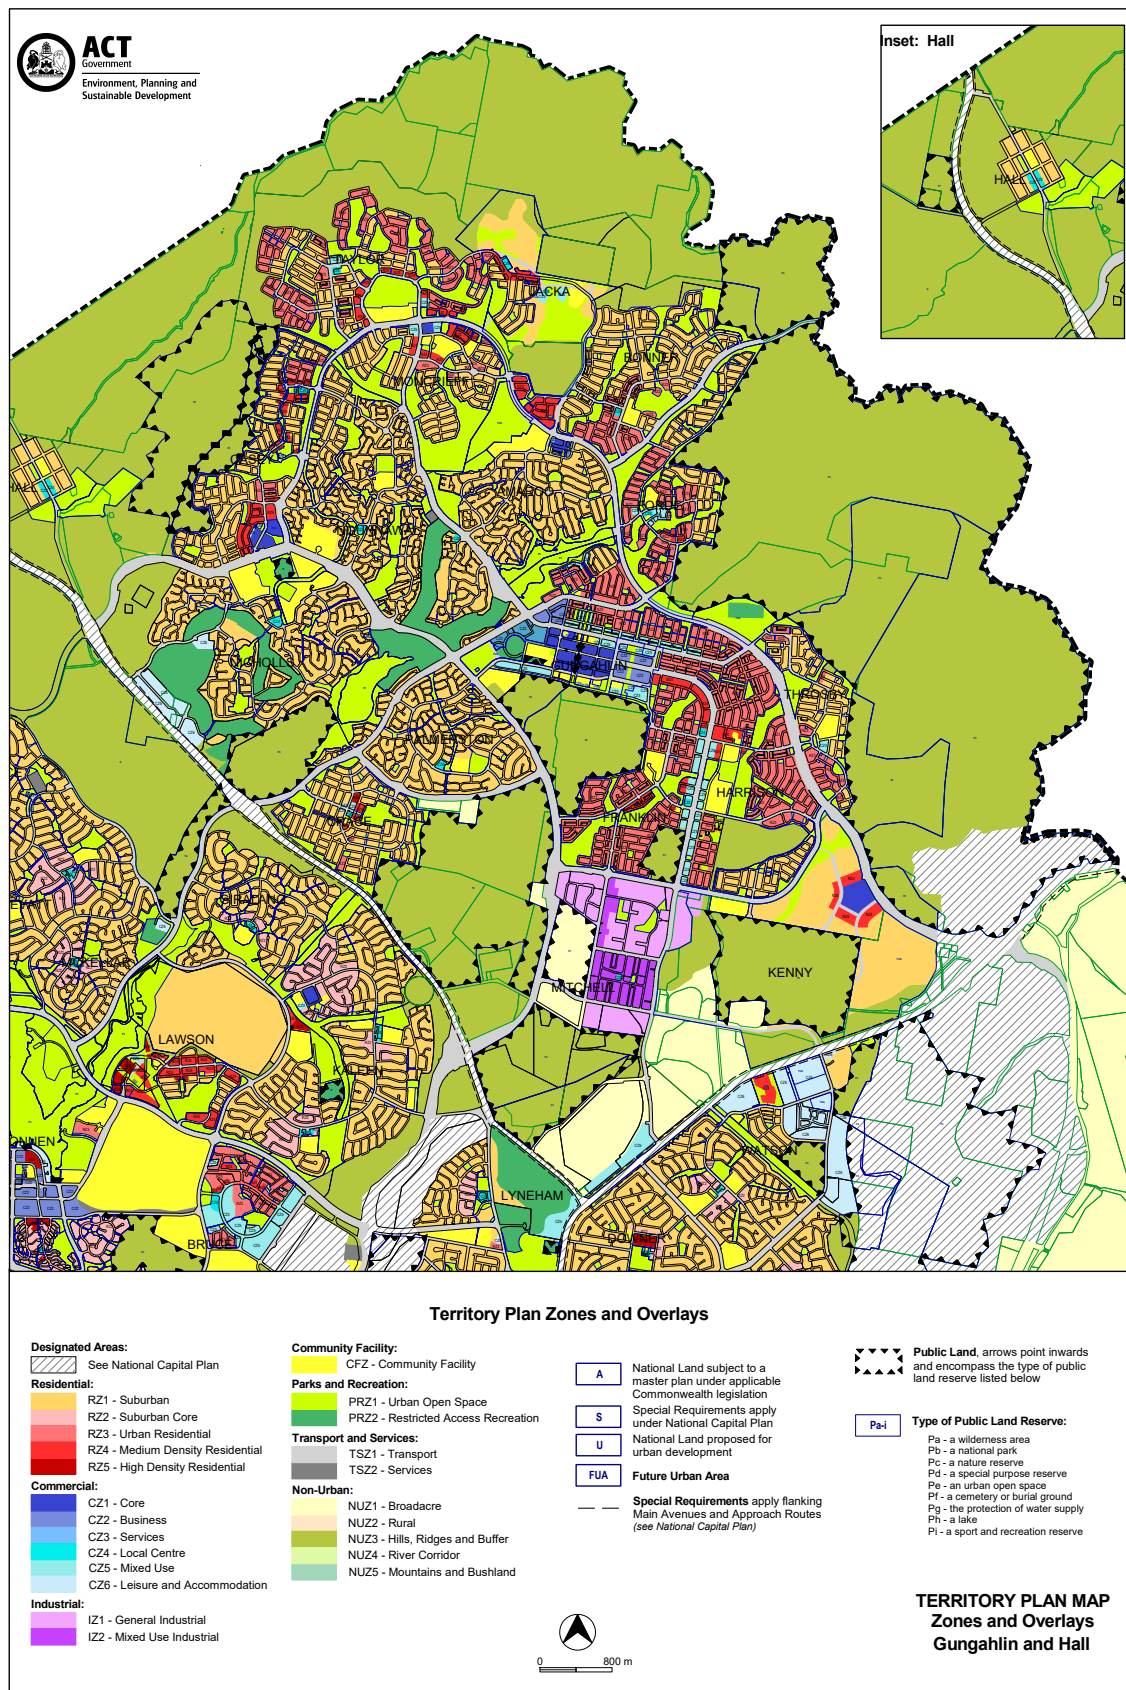 ACT
Government
Environment, Planning and
Sustainable Development
Inset: Hall
HALL
TAYLOR
JACKA
BONNER
MONCRIEFF
CASEY
HALL
AMAROO
FORDE
NGUNNAWAL
NICHOLLS
GUNGAHLIN
THROSBY
PALMERSTON
HARRISON
CRACE
FRANKLIN
GIRALANG
EVATT
MCKELLAR
KENNY
MITCHELL
LAWSON
KALEEN
WATSON
LYNEHAM
DOWNER
BRUCE
Territory Plan Zones and Overlays
Designated Areas:
See National Capital Plan
Residential:
RZ1 - Suburban
RZ2 - Suburban Core
RZ3 - Urban Residential
RZ4 - Medium Density Residential
RZ5 - High Density Residential
Commercial:
CZ1 - Core
CZ2 - Business
CZ3 - Services
CZ4 - Local Centre
CZ5 - Mixed Use
CZ6 - Leisure and Accommodation
Industrial:
IZ1 - General Industrial
IZ2 - Mixed Use Industrial
Community Facility:
CFZ - Community Facility
Parks and Recreation:
PRZ1 - Urban Open Space
PRZ2 - Restricted Access Recreation
Transport and Services:
TSZ1 - Transport
TSZ2 - Services
Non-Urban:
NUZ1 - Broadacre
NUZ2 - Rural
NUZ3 - Hills, Ridges and Buffer
NUZ4 - River Corridor
NUZ5 - Mountains and Bushland
A
National Land subject to a
master plan under applicable
Commonwealth legislation
S
Special Requirements apply
under National Capital Plan
U
National Land proposed for
urban development
FUA
Future Urban Area
Special Requirements apply flanking
Main Avenues and Approach Routes
(see National Capital Plan)
Public Land, arrows point inwards
and encompass the type of public
land reserve listed below
Pa-i
Type of Public Land Reserve:
Pa - a wilderness area
Pb - a national park
Pc - a nature reserve
Pd - a special purpose reserve
Pe - an urban open space
Pf - a cemetery or burial ground
Pg - the protection of water supply
Ph - a lake
Pi - a sport and recreation reserve
0 800 m
TERRITORY PLAN MAP
Zones and Overlays
Gungahlin and Hall